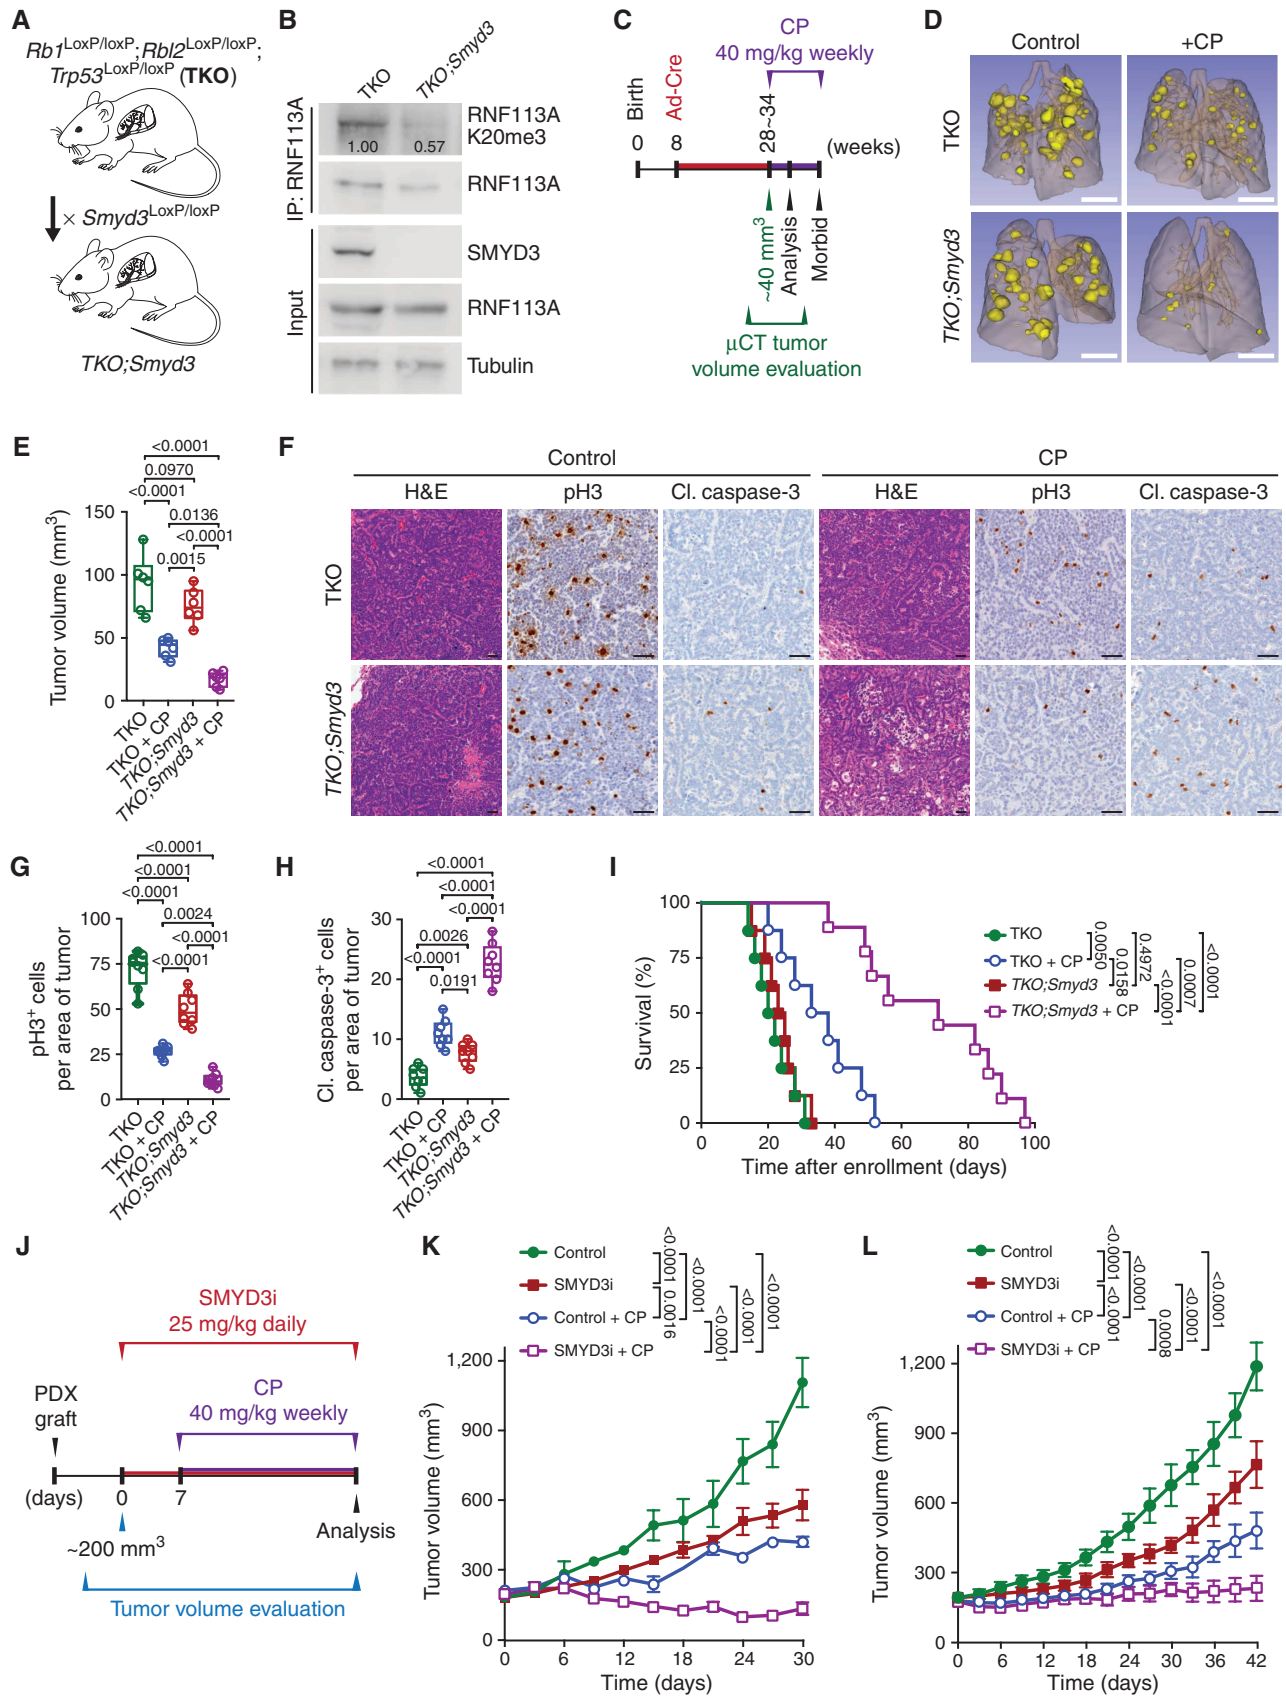 A
Rb1LoxP/loxP;Rbl2LoxP/loxP;
Trp53LoxP/loxP (TKO)
× Smyd3LoxP/loxP
TKO;Smyd3
B
TKO
TKO;Smyd3
IP: RNF113A
RNF113A
K20me3
1.00
0.57
RNF113A
Input
SMYD3
RNF113A
Tubulin
C
CP
40 mg/kg weekly
Birth
Ad-Cre
28~34
0
8
(weeks)
~40 mm3
Analysis
Morbid
μCT tumor
volume evaluation
D
Control
+CP
TKO
TKO;Smyd3
E
<0.0001
0.0970
<0.0001
0.0136
<0.0001
0.0015
Tumor volume (mm3)
150
100
50
0
TKO
TKO + CP
TKO;Smyd3
TKO;Smyd3 + CP
F
Control
CP
H&E
pH3
Cl. caspase-3
H&E
pH3
Cl. caspase-3
TKO
TKO;Smyd3
G
<0.0001
<0.0001
<0.0001
0.0024
<0.0001
<0.0001
pH3+ cells
per area of tumor
100
75
50
25
0
TKO
TKO + CP
TKO;Smyd3
TKO;Smyd3 + CP
H
<0.0001
<0.0001
<0.0001
0.0026
<0.0001
0.0191
Cl. caspase-3+ cells
per area of tumor
30
20
10
0
TKO
TKO + CP
TKO;Smyd3
TKO;Smyd3 + CP
I
Survival (%)
100
75
50
25
0
0
20
40
60
80
100
Time after enrollment (days)
TKO
TKO + CP
TKO;Smyd3
TKO;Smyd3 + CP
0.0050
0.0158
0.4972
<0.0001
0.0007
<0.0001
J
SMYD3i
25 mg/kg daily
CP
40 mg/kg weekly
PDX
graft
(days)
0
7
~200 mm3
Analysis
Tumor volume evaluation
K
Control
SMYD3i
Control + CP
SMYD3i + CP
<0.0001
0.0016
<0.0001
<0.0001
<0.0001
<0.0001
Tumor volume (mm3)
1,200
900
600
300
0
0
6
12
18
24
30
Time (days)
L
Control
SMYD3i
Control + CP
SMYD3i + CP
<0.0001
<0.0001
<0.0001
0.0008
<0.0001
<0.0001
Tumor volume (mm3)
1,200
900
600
300
0
0
6
12
18
24
30
36
42
Time (days)